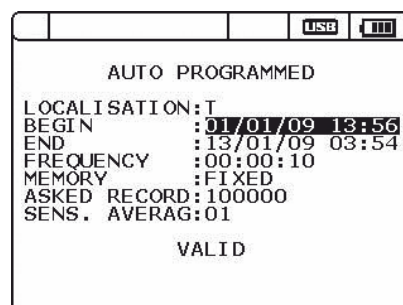 USB
AUTO PROGRAMMED
LOCALISATION:T
BEGIN :01/01/09 13:56
END :13/01/09 03:54
FREQUENCY :00:00:10
MEMORY :FIXED
ASKED RECORD:100000
SENS. AVERAG:01
VALID